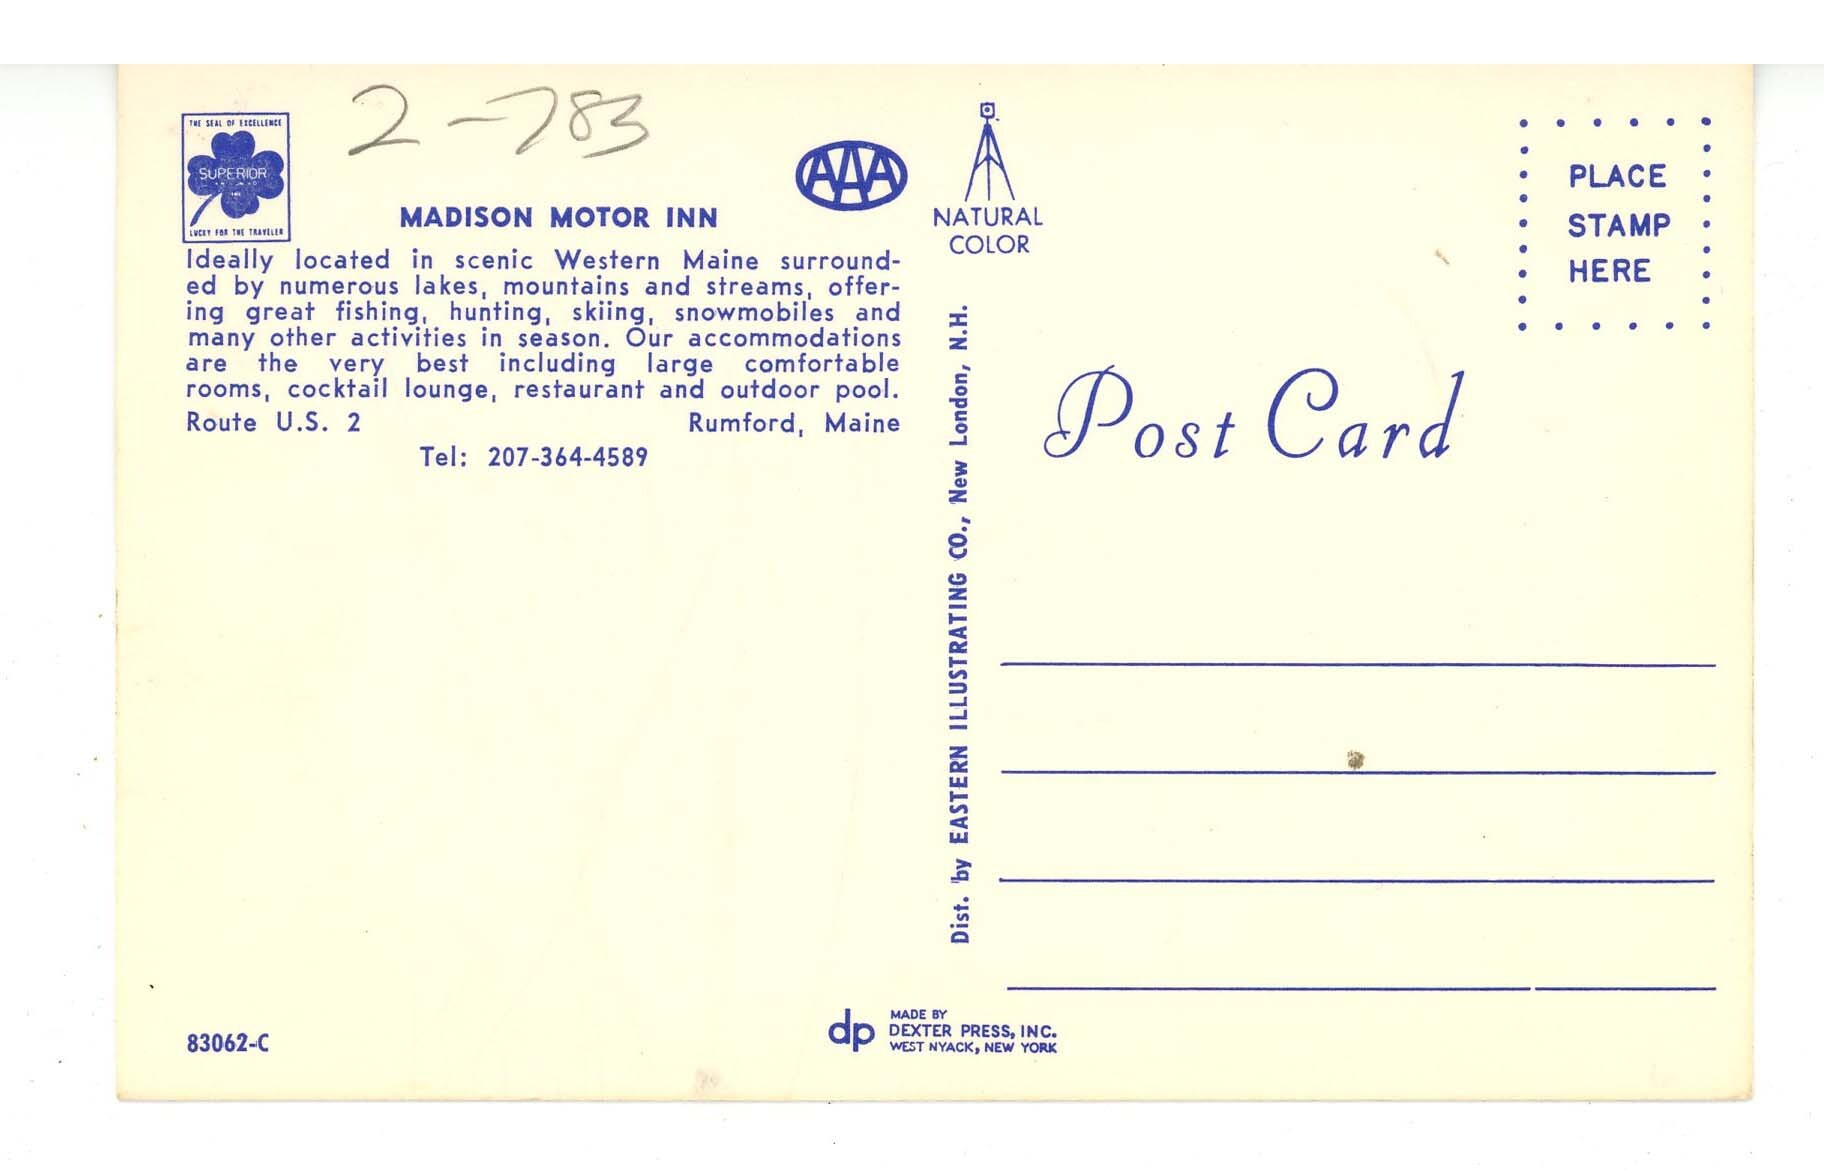 2-783
THE SEAL OF EXCELLENCE
SUPERIOR
LUCKY FOR THE TRAVELER
MADISON MOTOR INN
AAA
NATURAL
COLOR
Ideally located in scenic Western Maine surround-
ed by numerous lakes, mountains and streams, offer-
ing great fishing, hunting, skiing, snowmobiles and
many other activities in season. Our accommodations
are the very best including large comfortable
rooms, cocktail lounge, restaurant and outdoor pool.
Route U.S. 2 Rumford, Maine
Tel: 207-364-4589
83062-C
Dist. by EASTERN ILLUSTRATING CO., New London, N.H.
dp
MADE BY
DEXTER PRESS, INC.
WEST NYACK, NEW YORK
PLACE
STAMP
HERE
Post Card